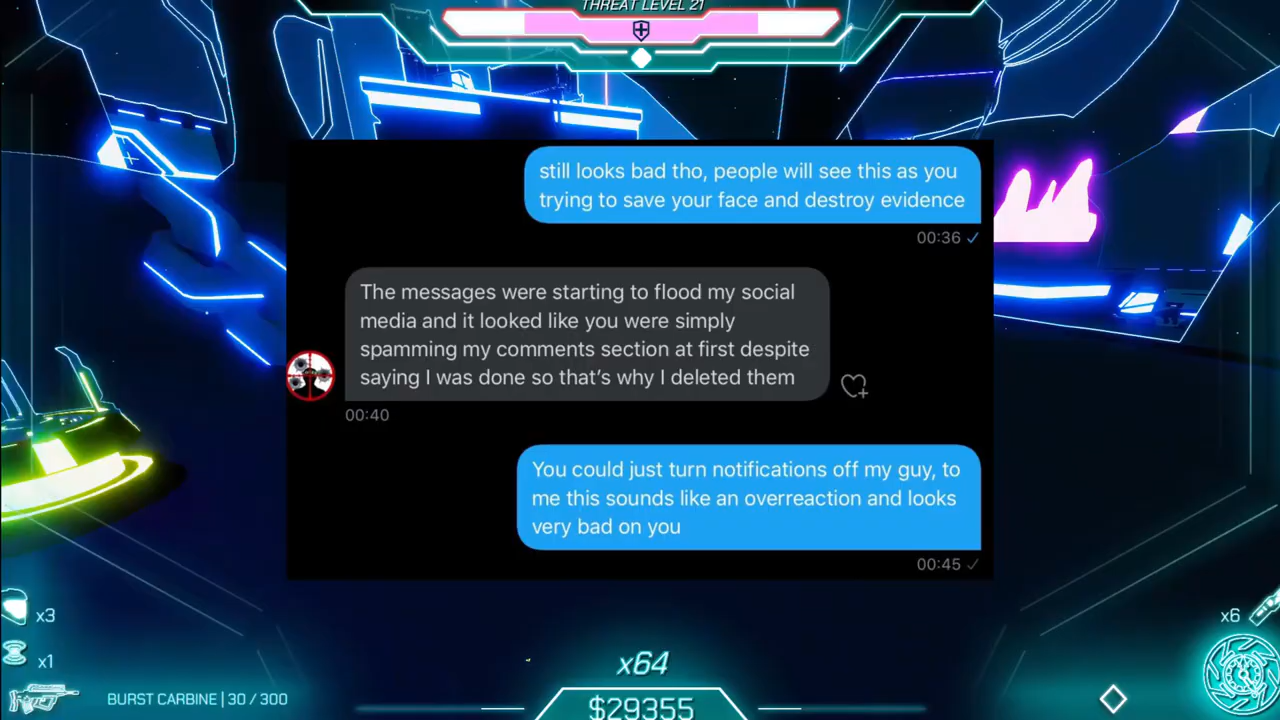 THREAT LEVEL 21
still looks bad tho, people will see this as you
trying to save your face and destroy evidence
00:36
The messages were starting to flood my social
media and it looked like you were simply
spamming my comments section at first despite
saying I was done so that's why I deleted them
00:40
You could just turn notifications off my guy, to
me this sounds like an overreaction and looks
very bad on you
00:45
x3
x1
BURST CARBINE | 30 / 300
x64
$29355
x6